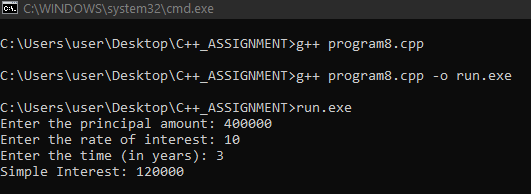 C:\WINDOWS\system32\cmd.exe
C:\Users\user\Desktop\C++_ASSIGNMENT>g++ program8.cpp
C:\Users\user\Desktop\C++_ASSIGNMENT>g++ program8.cpp -o run.exe
C:\Users\user\Desktop\C++_ASSIGNMENT>run.exe
Enter the principal amount: 400000
Enter the rate of interest: 10
Enter the time (in years): 3
Simple Interest: 120000